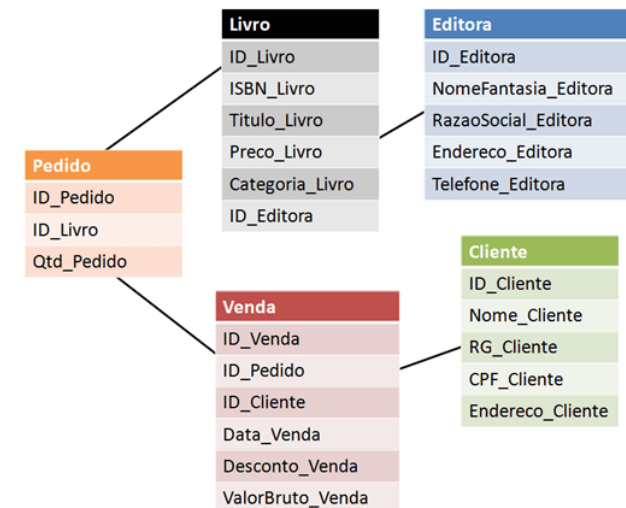 Livro
ID_Livro
ISBN_Livro
Titulo_Livro
Preco_Livro
Categoria_Livro
ID_Editora
Editora
ID_Editora
NomeFantasia_Editora
RazaoSocial_Editora
Endereco_Editora
Telefone_Editora
Pedido
ID_Pedido
ID_Livro
Qtd_Pedido
Cliente
ID_Cliente
Nome_Cliente
RG_Cliente
CPF_Cliente
Endereco_Cliente
Venda
ID_Venda
ID_Pedido
ID_Cliente
Data_Venda
Desconto_Venda
ValorBruto_Venda